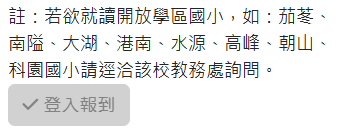 註：若欲就讀開放學區國小，如：茄苳、
南隘、大湖、港南、水源、高峰、朝山、
科園國小請逕洽該校教務處詢問。
登入報到